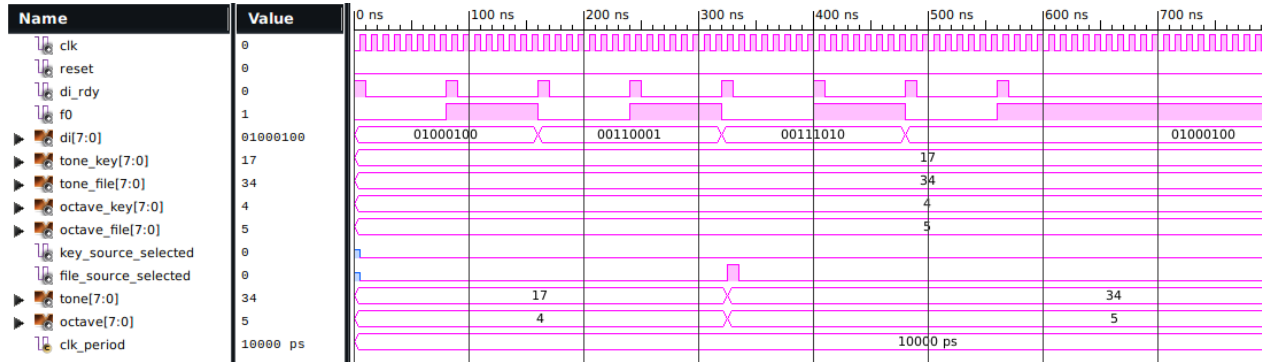 Name Value 0 ns 100 ns 200 ns 300 ns 400 ns 500 ns 600 ns 700 ns
clk 0
reset 0
di_rdy 0
f0 1
di[7:0] 01000100 01000100 00110001 00111010 01000100
tone_key[7:0] 17 17
tone_file[7:0] 34 34
octave_key[7:0] 4 4
octave_file[7:0] 5 5
key_source_selected 0
file_source_selected 0
tone[7:0] 34 17 34
octave[7:0] 5 4 5
clk_period 10000 ps 10000 ps